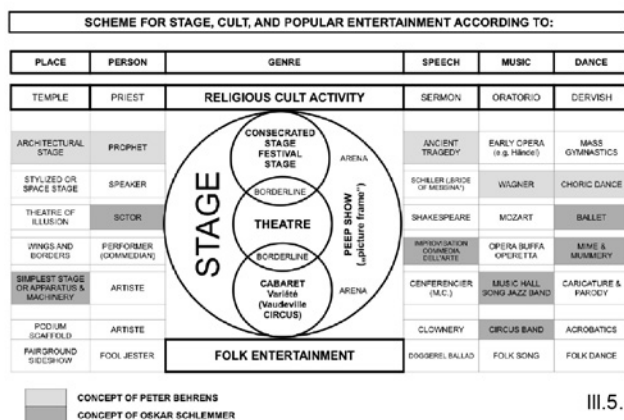 SCHEME FOR STAGE, CULT, AND POPULAR ENTERTAINMENT ACCORDING TO:
PLACE PERSON GENRE SPEECH MUSIC DANCE
TEMPLE PRIEST RELIGIOUS CULT ACTIVITY SERMON ORATORIO DERVISH
ARCHITECTURAL
STAGE
PROPHET
CONSECRATED
STAGE
FESTIVAL
STAGE
ARENA
ANCIENT
TRAGEDY
EARLY OPERA
(e.g. Händel)
MASS
GYMNASTICS
STYLIZED OR
SPACE STAGE
SPEAKER
BORDERLINE
SCHILLER (BRIDE
OF MESSINA")
WAGNER
CHORIC DANCE
STAGE
PEEP SHOW
(„picture frame")
THEATRE OF
ILLUSION
SCTOR
THEATRE
SHAKESPEARE
MOZART
BALLET
WINGS AND
BORDERS
PERFORMER
(COMMEDIAN)
BORDERLINE
IMPROVISATION
COMMEDIA
DELL'ARTE
OPERA BUFFA
OPERETTA
MIME &
MUMMERY
SIMPLEST STAGE
OR APPARATUS &
MACHINERY
ARTISTE
CABARET
Variété
(Vaudeville
CIRCUS)
ARENA
CENFERENCIER
(M.C.)
MUSIC HALL
SONG JAZZ BAND
CARICATURE &
PARODY
PODIUM
SCAFFOLD
ARTISTE
CLOWNERY
CIRCUS BAND
ACROBATICS
FAIRGROUND
SIDESHOW
FOOL JESTER
FOLK ENTERTAINMENT
DOGGEREL BALLAD
FOLK SONG
FOLK DANCE
CONCEPT OF PETER BEHRENS
CONCEPT OF OSKAR SCHLEMMER
III.5.